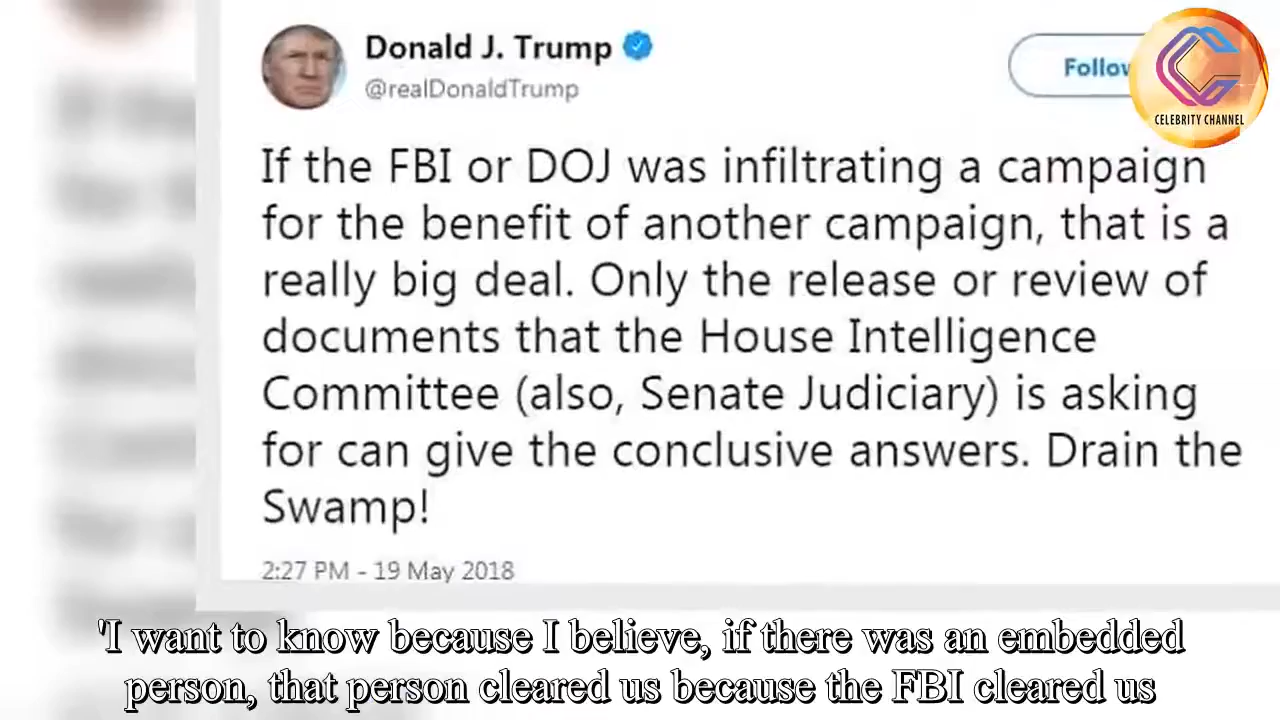 Donald J. Trump
@realDonaldTrump
CELEBRITY CHANNEL
If the FBI or DOJ was infiltrating a campaign
for the benefit of another campaign, that is a
really big deal. Only the release or review of
documents that the House Intelligence
Committee (also, Senate Judiciary) is asking
for can give the conclusive answers. Drain the
Swamp!
2:27 PM - 19 May 2018
'I want to know because I believe, if there was an embedded
person, that person cleared us because the FBI cleared us